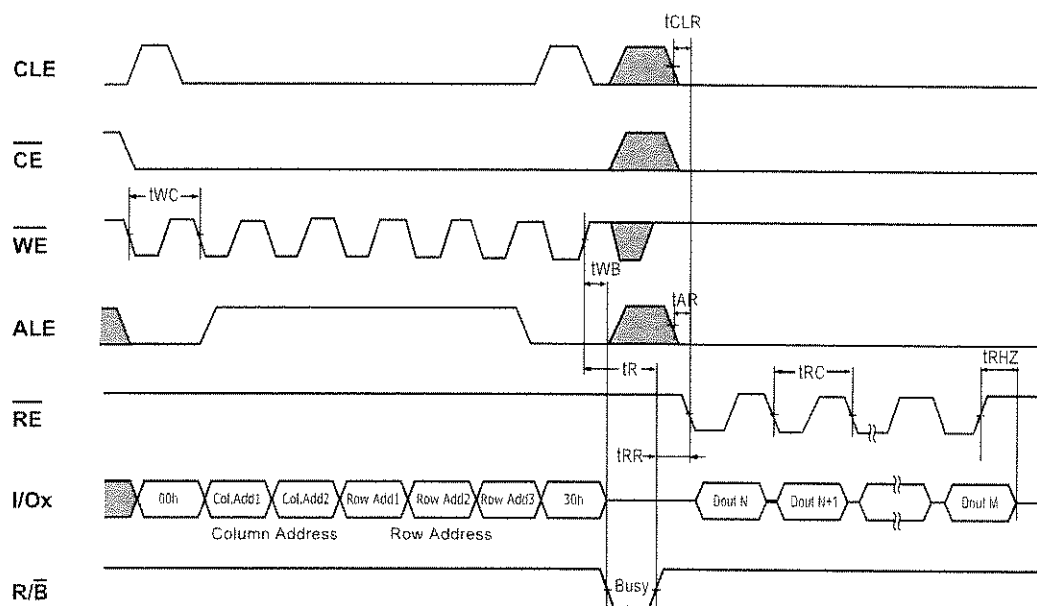 tCLR
CLE
CE
tWC
WE
tWB
tAR
ALE
tR
tRC
tRHZ
RE
tRR
I/Ox
00h Col.Add1 Col.Add2 Row Add1 Row Add2 Row Add3 30h Dout N Dout N+1 Dout M
Column Address Row Address
R/B
Busy